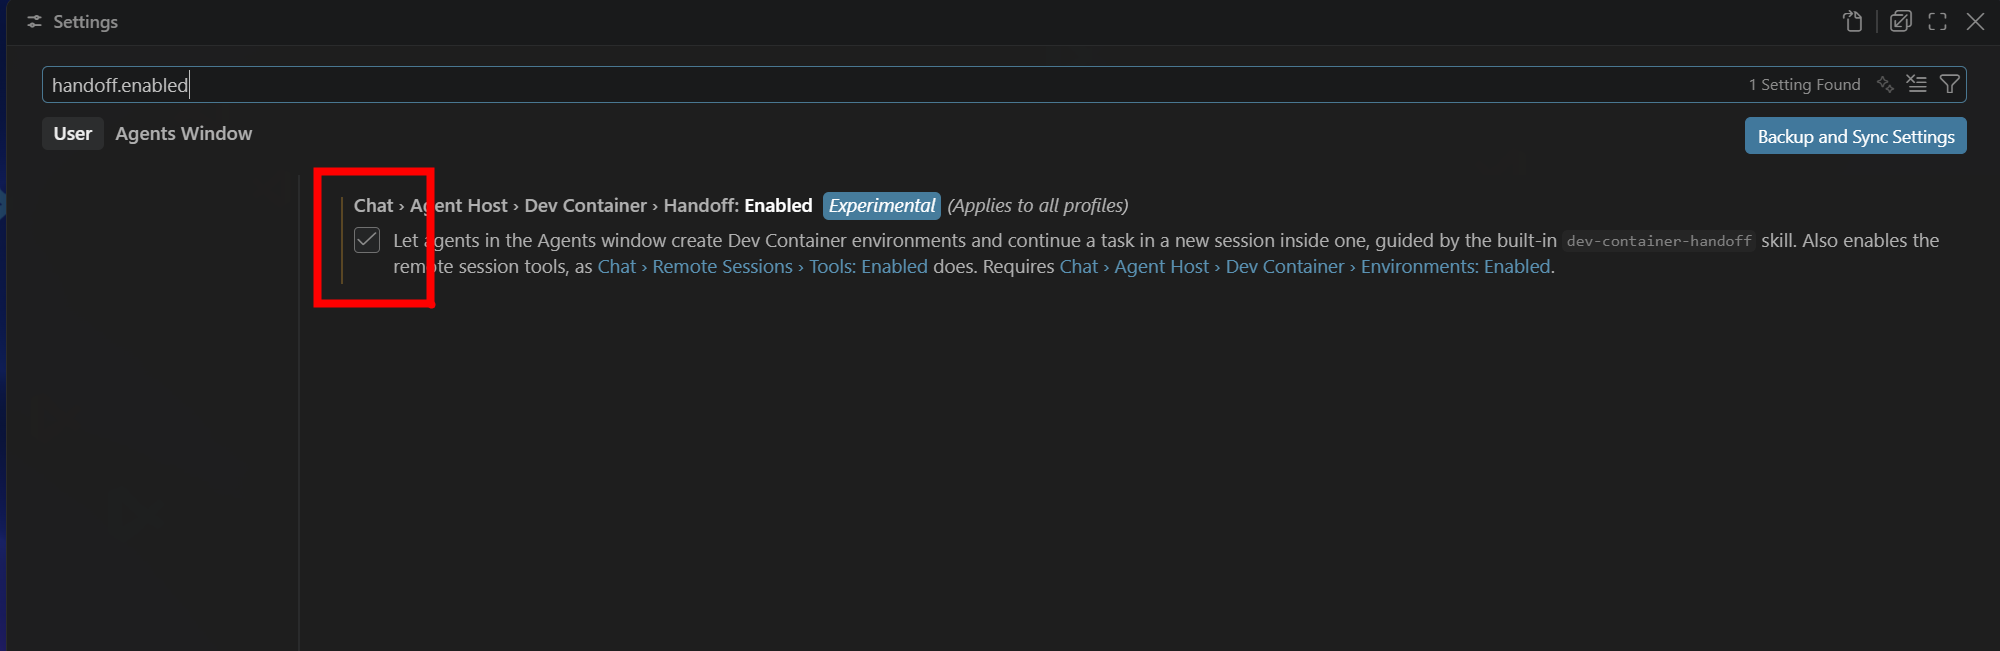 Settings
handoff.enabled
1 Setting Found
User Agents Window
Backup and Sync Settings
Chat › Agent Host › Dev Container › Handoff: Enabled Experimental (Applies to all profiles)
Let agents in the Agents window create Dev Container environments and continue a task in a new session inside one, guided by the built-in dev-container-handoff skill. Also enables the
remote session tools, as Chat › Remote Sessions › Tools: Enabled does. Requires Chat › Agent Host › Dev Container › Environments: Enabled.